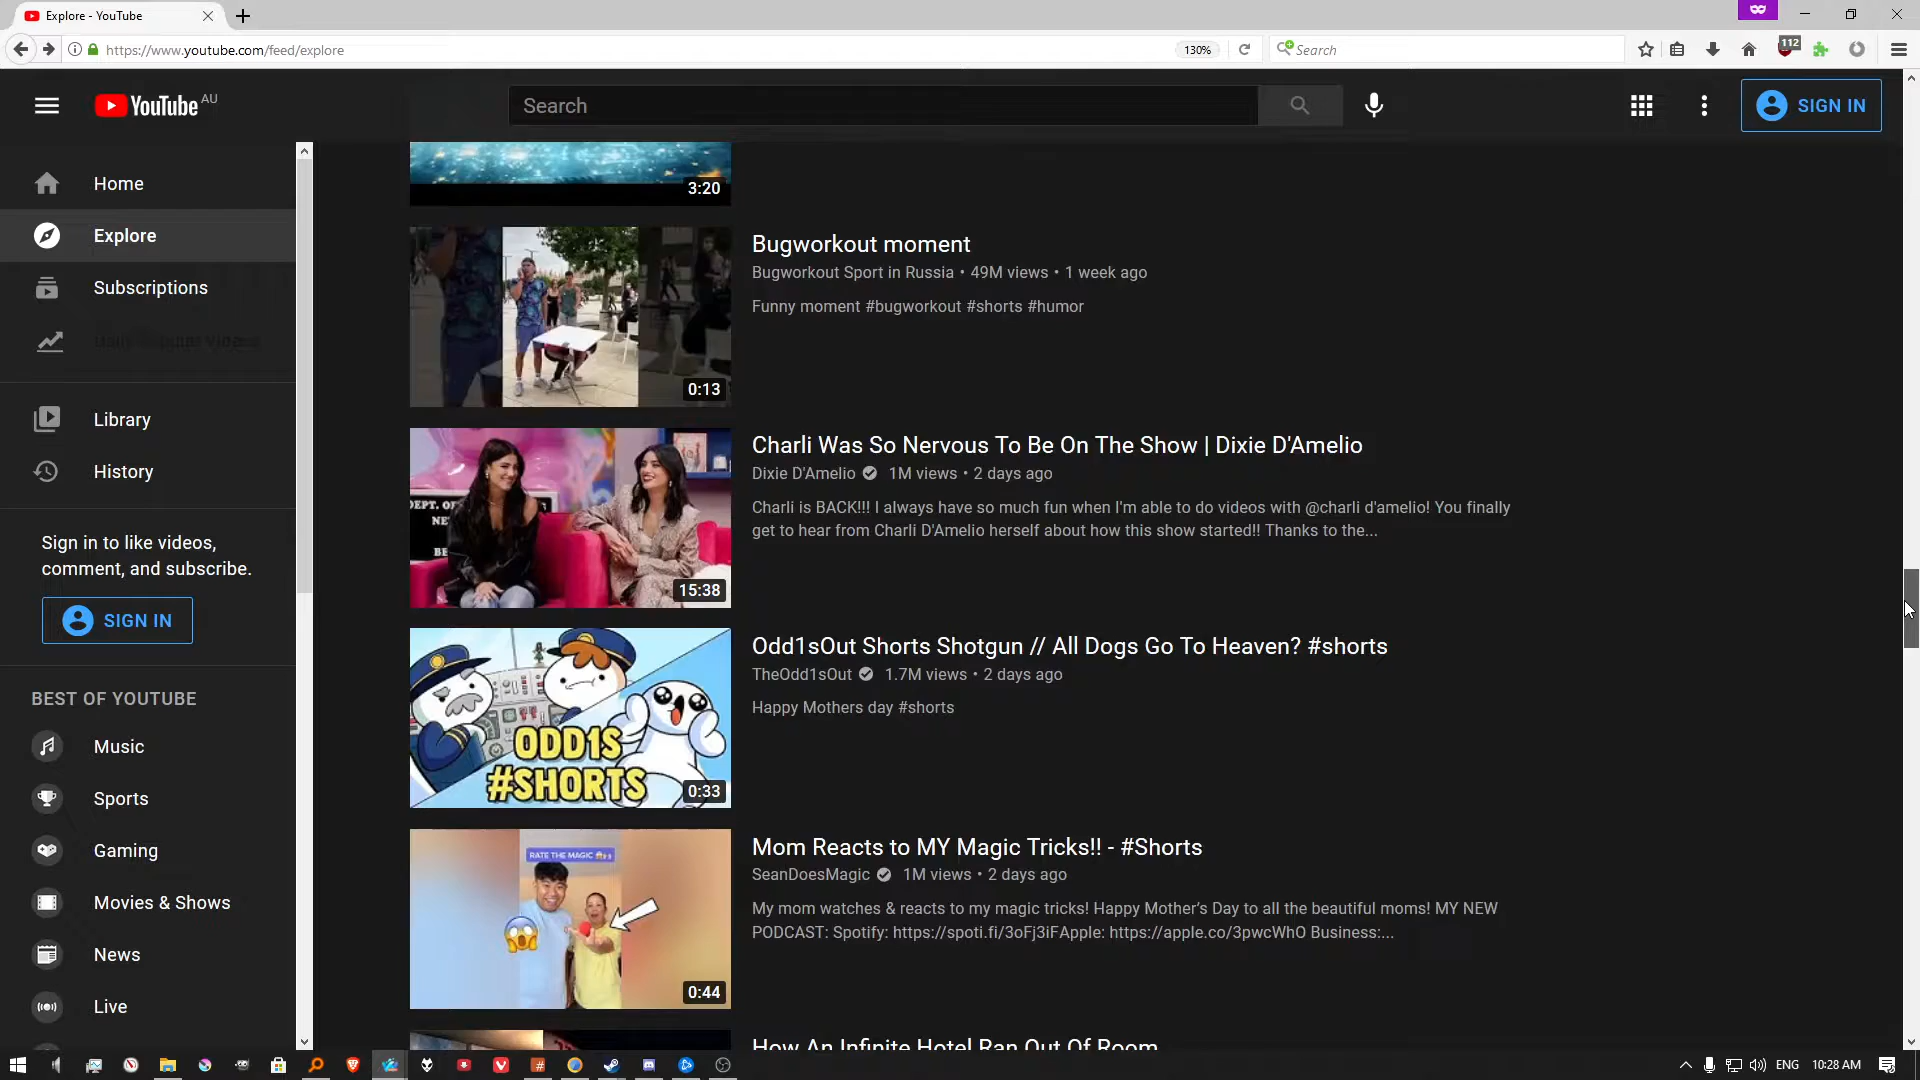 Explore - YouTube
https://www.youtube.com/feed/explore
130%
Search
112
YouTube AU
Search
SIGN IN
Home
Explore
Subscriptions
Library
History
Sign in to like videos,
comment, and subscribe.
SIGN IN
BEST OF YOUTUBE
Music
Sports
Gaming
Movies & Shows
News
Live
3:20
0:13
Bugworkout moment
Bugworkout Sport in Russia • 49M views • 1 week ago
Funny moment #bugworkout #shorts #humor
15:38
Charli Was So Nervous To Be On The Show | Dixie D'Amelio
Dixie D'Amelio 1M views • 2 days ago
Charli is BACK!!! I always have so much fun when I'm able to do videos with @charli d'amelio! You finally
get to hear from Charli D'Amelio herself about how this show started!! Thanks to the...
ODD1S
#SHORTS
0:33
Odd1sOut Shorts Shotgun // All Dogs Go To Heaven? #shorts
TheOdd1sOut 1.7M views • 2 days ago
Happy Mothers day #shorts
RATE THE MAGIC
0:44
Mom Reacts to MY Magic Tricks!! - #Shorts
SeanDoesMagic 1M views • 2 days ago
My mom watches & reacts to my magic tricks! Happy Mother's Day to all the beautiful moms! MY NEW
PODCAST: Spotify: https://spoti.fi/3oFj3iFApple: https://apple.co/3pwcWhO Business:...
How An Infinite Hotel Ran Out Of Room
ENG
10:28 AM